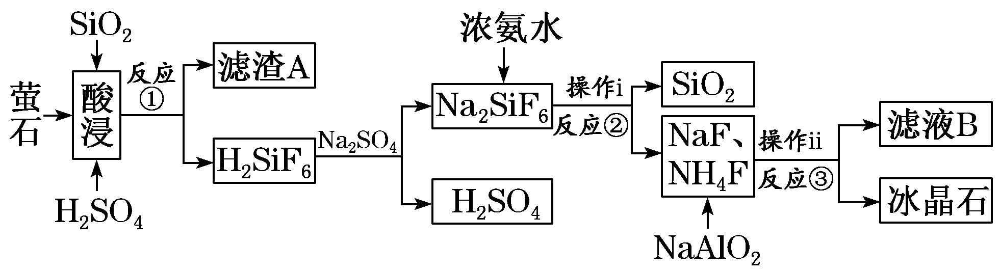 SiO₂
萤石
酸浸
H₂SO₄
反应
①
滤渣A
H₂SiF₆
Na₂SO₄
浓氨水
Na₂SiF₆
H₂SO₄
操作i
反应②
SiO₂
NaF、
NH₄F
NaAlO₂
操作ii
反应③
滤液B
冰晶石